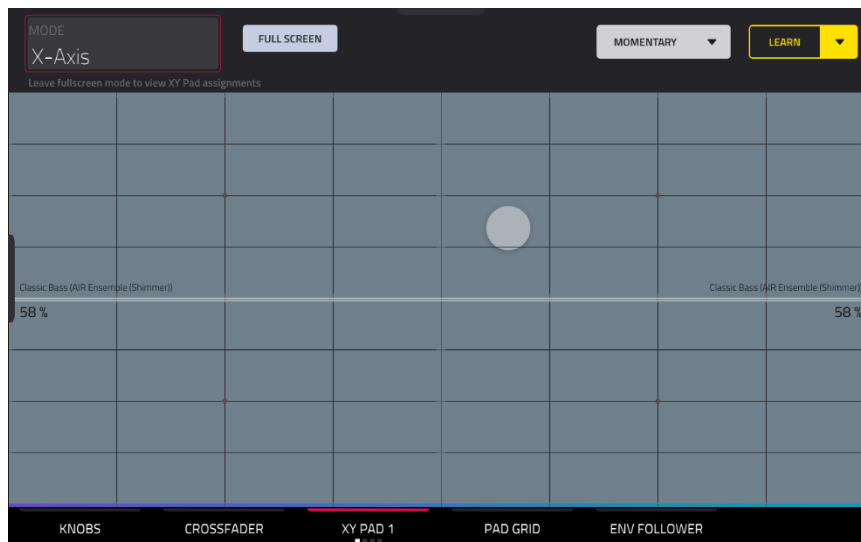 MODE
X-Axis
FULL SCREEN
MOMENTARY
LEARN
Leave fullscreen mode to view XY Pad assignments
Classic Bass (AIR Ensemble (Shimmer))
Classic Bass (AIR Ensemble (Shimmer)
58 %
58 %
KNOBS
CROSSFADER
XY PAD 1
PAD GRID
ENV FOLLOWER